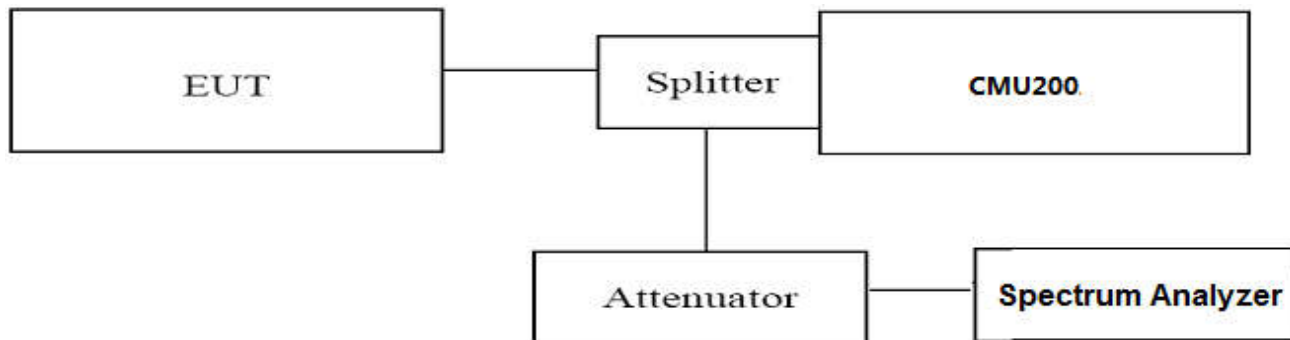 EUT
Splitter
CMU200
Attenuator
Spectrum Analyzer